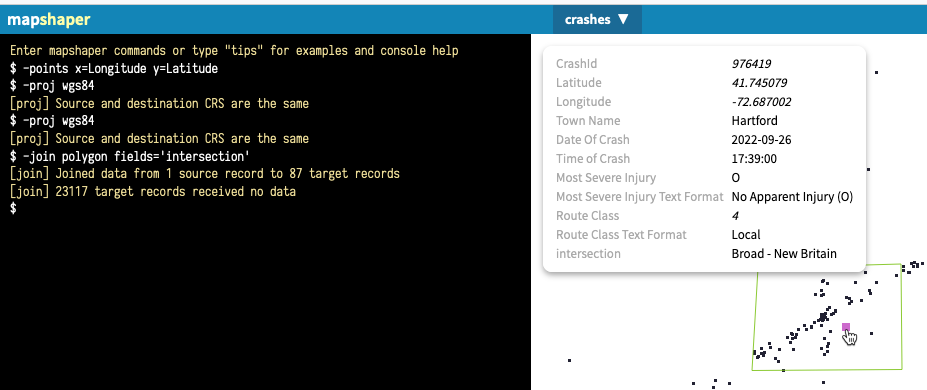 mapshaper
crashes ▼
Enter mapshaper commands or type "tips" for examples and console help
$ -points x=Longitude y=Latitude
$ -proj wgs84
[proj] Source and destination CRS are the same
$ -proj wgs84
[proj] Source and destination CRS are the same
$ -join polygon fields='intersection'
[join] Joined data from 1 source record to 87 target records
[join] 23117 target records received no data
$
CrashId 976419
Latitude 41.745079
Longitude -72.687002
Town Name Hartford
Date Of Crash 2022-09-26
Time of Crash 17:39:00
Most Severe Injury O
Most Severe Injury Text Format No Apparent Injury (O)
Route Class 4
Route Class Text Format Local
intersection Broad - New Britain